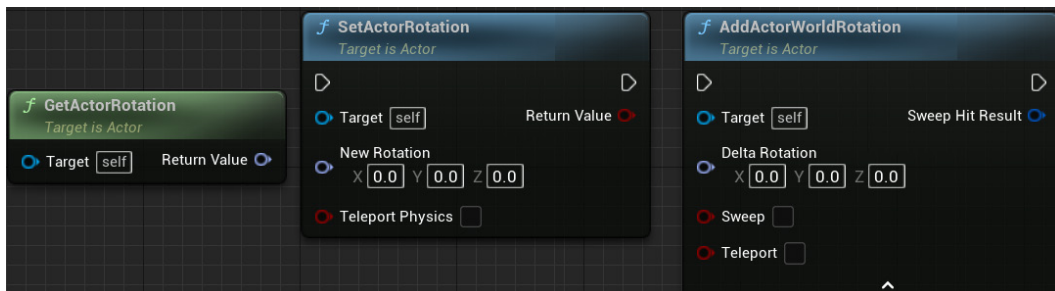 GetActorRotation
Target is Actor
Target self Return Value
SetActorRotation
Target is Actor
Target self Return Value
New Rotation
X 0.0 Y 0.0 Z 0.0
Teleport Physics
AddActorWorldRotation
Target is Actor
Target self Sweep Hit Result
Delta Rotation
X 0.0 Y 0.0 Z 0.0
Sweep
Teleport